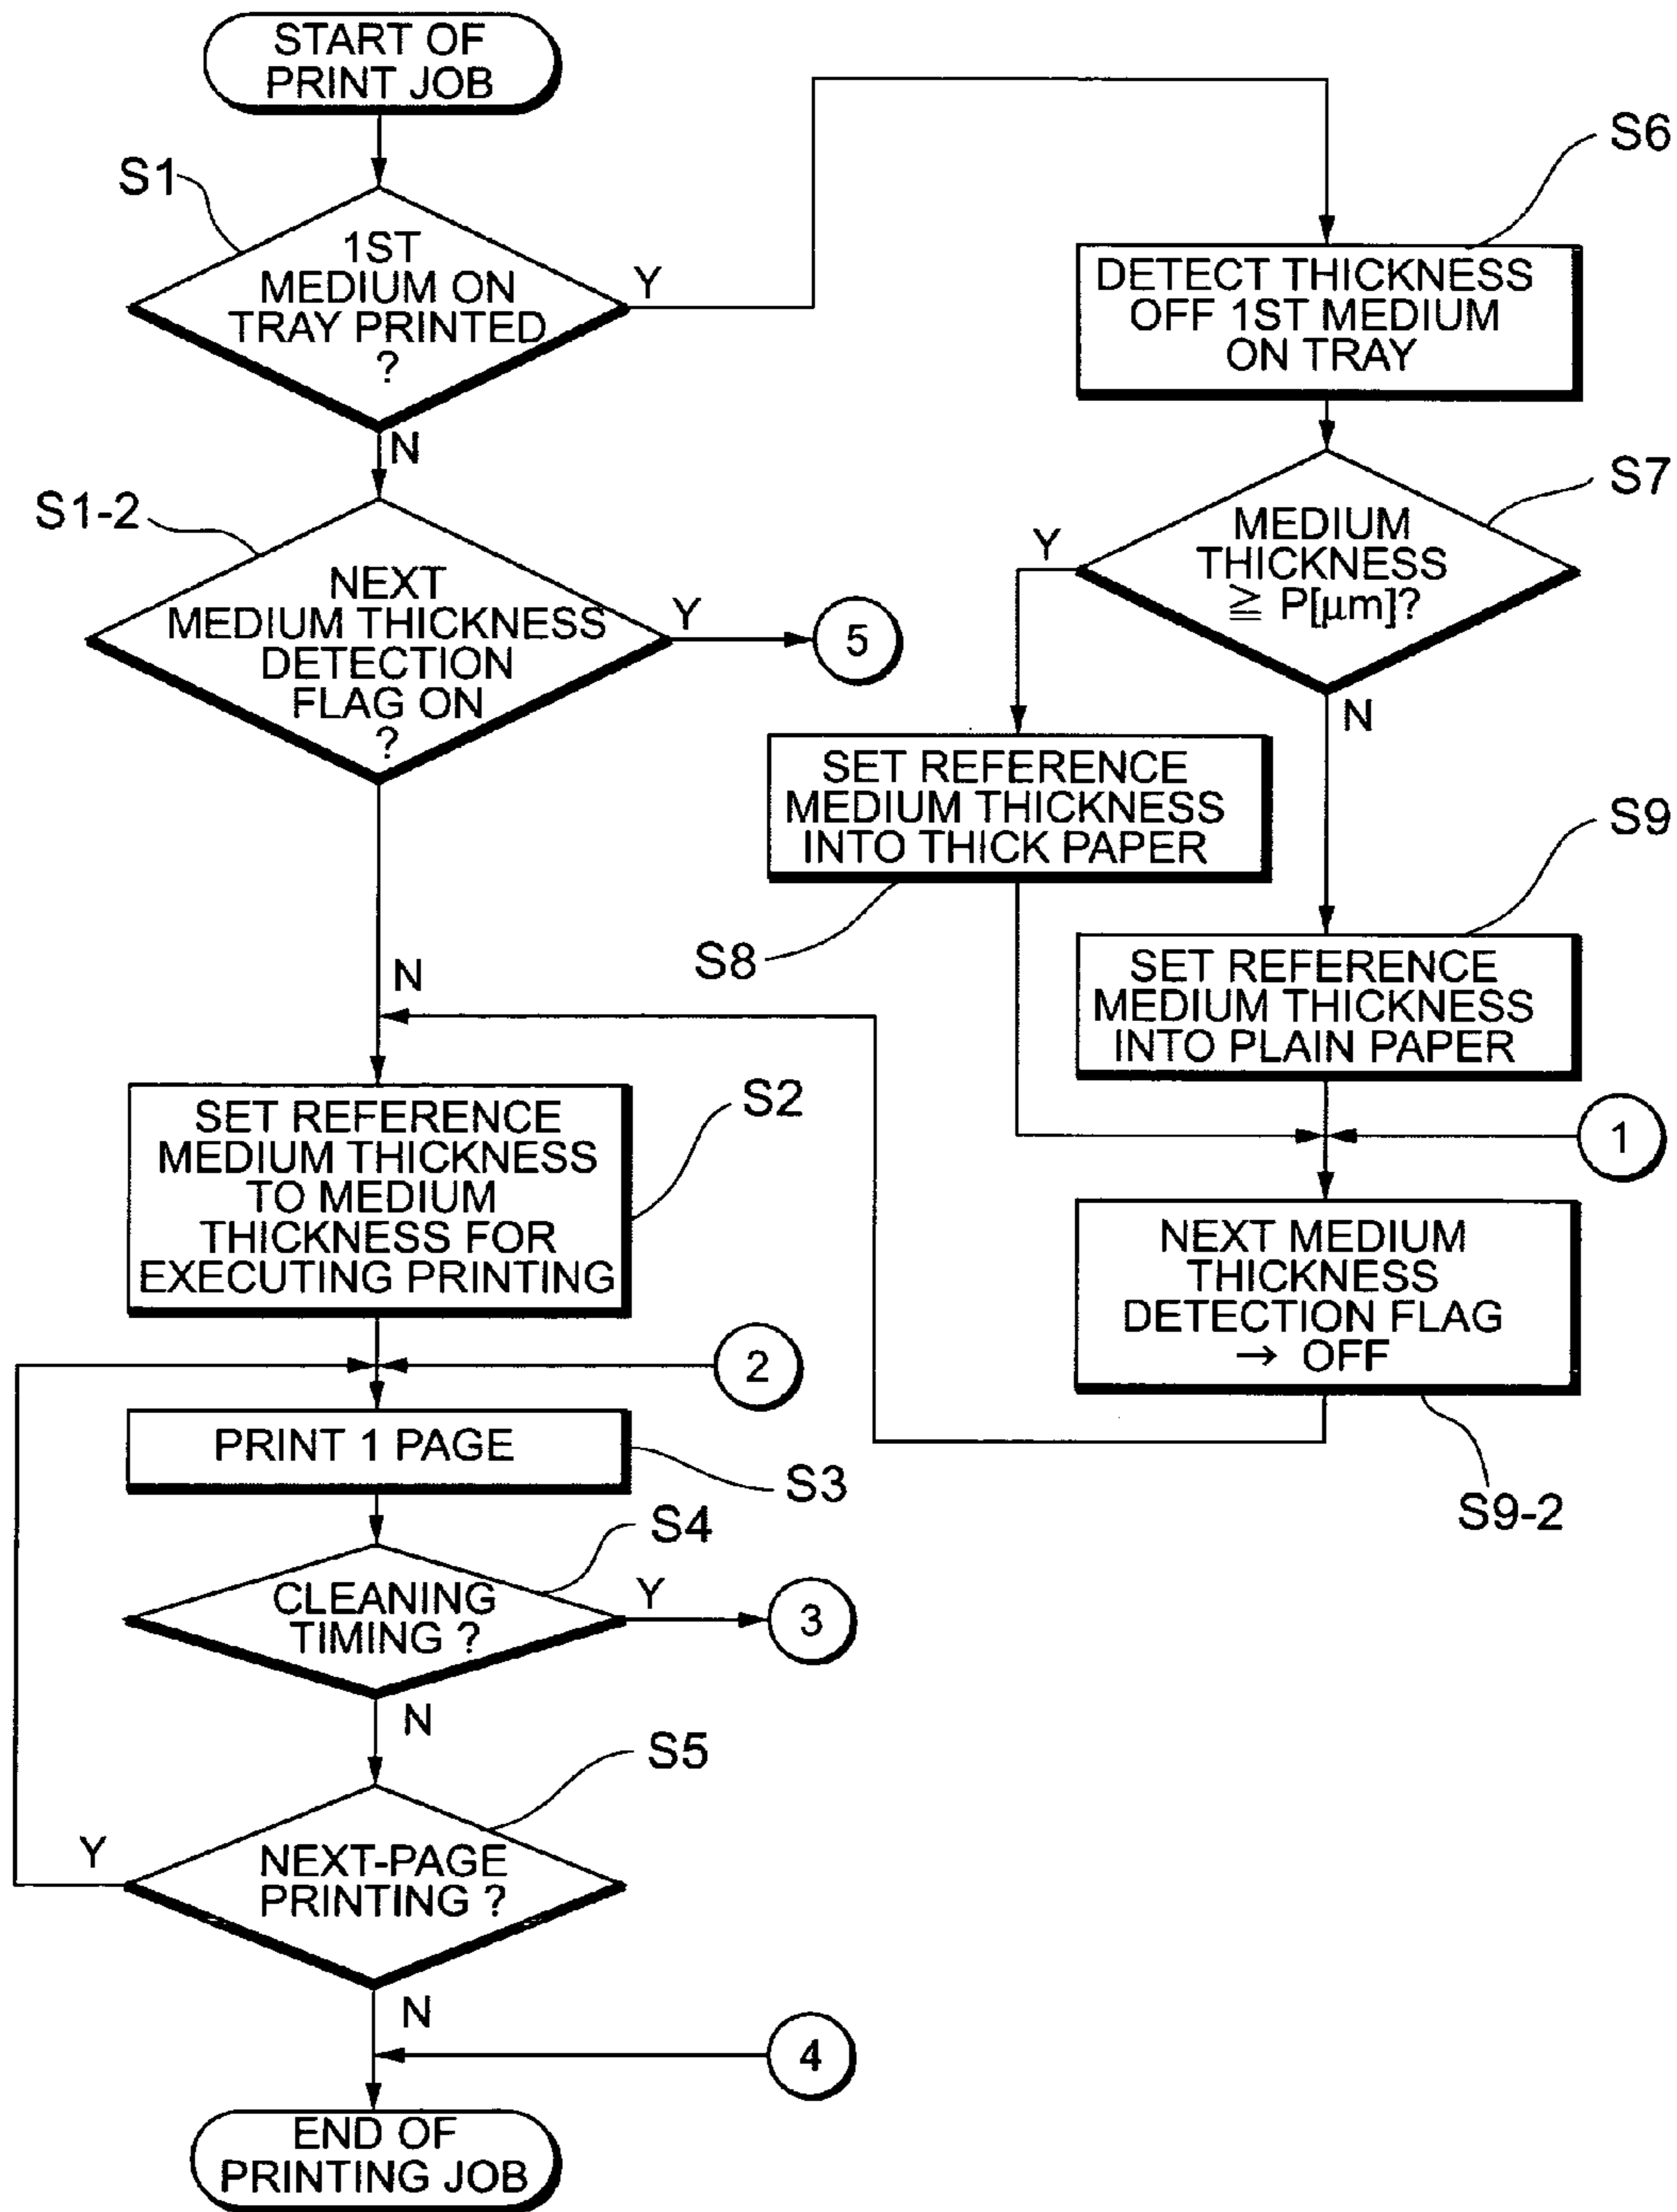 START OF
PRINT JOB
S1
1ST
MEDIUM ON
TRAY PRINTED
?
Y
N
S1-2
NEXT
MEDIUM THICKNESS
DETECTION
FLAG ON
?
Y
5
N
S2
SET REFERENCE
MEDIUM THICKNESS
TO MEDIUM
THICKNESS FOR
EXECUTING PRINTING
2
PRINT 1 PAGE
S3
S4
CLEANING
TIMING ?
Y
3
N
S5
NEXT-PAGE
PRINTING ?
Y
N
4
END OF
PRINTING JOB
S6
DETECT THICKNESS
OFF 1ST MEDIUM
ON TRAY
S7
MEDIUM
THICKNESS
≧ P[μm]?
Y
N
SET REFERENCE
MEDIUM THICKNESS
INTO THICK PAPER
S8
S9
SET REFERENCE
MEDIUM THICKNESS
INTO PLAIN PAPER
1
NEXT MEDIUM
THICKNESS
DETECTION FLAG
→ OFF
S9-2